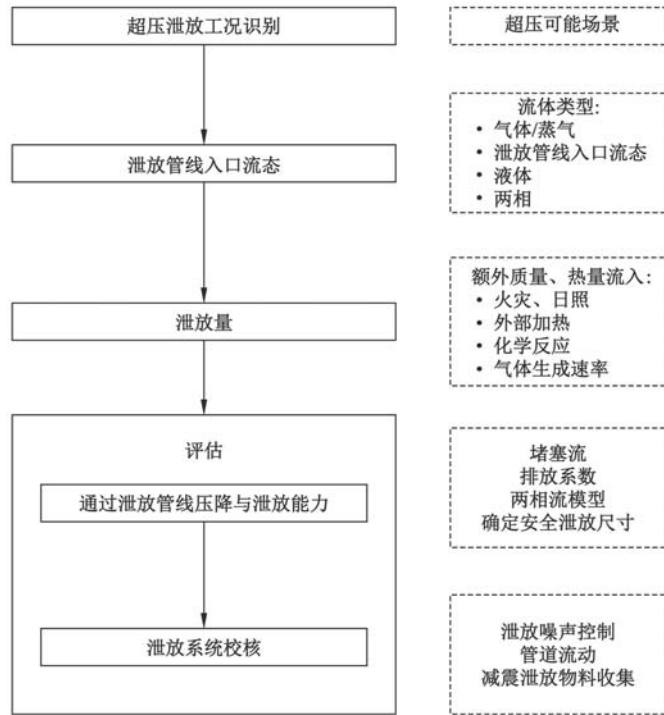 超压泄放工况识别
超压可能场景
流体类型:
• 气体/蒸气
• 泄放管线入口流态
• 液体
• 两相
泄放管线入口流态
额外质量、热量流入:
• 火灾、日照
• 外部加热
• 化学反应
• 气体生成速率
泄放量
评估
通过泄放管线压降与泄放能力
堵塞流
排放系数
两相流模型
确定安全泄放尺寸
泄放系统校核
泄放噪声控制
管道流动
减震泄放物料收集